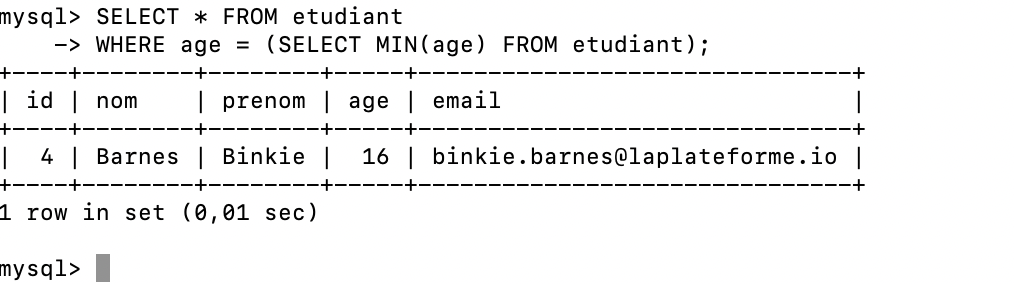 mysql> SELECT * FROM etudiant
    -> WHERE age = (SELECT MIN(age) FROM etudiant);
+----+--------+--------+-----+-------------------------------+
| id | nom    | prenom | age | email                         |
+----+--------+--------+-----+-------------------------------+
|  4 | Barnes | Binkie |  16 | binkie.barnes@laplateforme.io |
+----+--------+--------+-----+-------------------------------+
1 row in set (0,01 sec)
mysql>